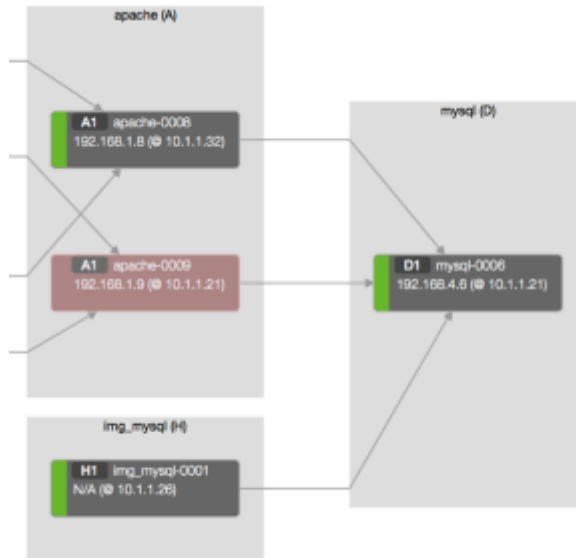 apache (A)
A1 apache-0008
192.168.1.8 (@ 10.1.1.32)
A1 apache-0009
192.168.1.9 (@ 10.1.1.21)
mysql (D)
D1 mysql-0006
192.168.4.6 (@ 10.1.1.21)
img_mysql (H)
H1 img_mysql-0001
N/A (@ 10.1.1.26)